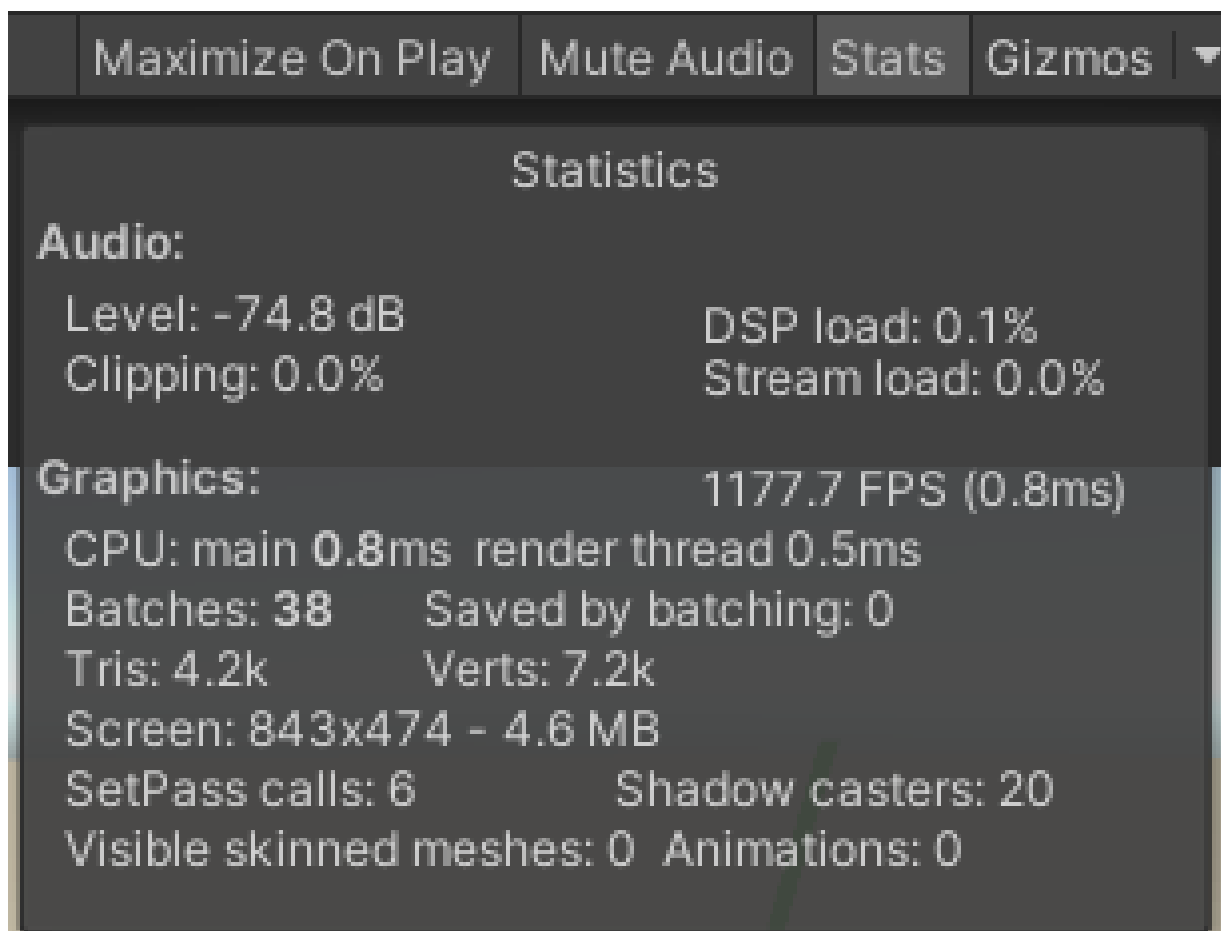 Maximize On Play Mute Audio Stats Gizmos
Statistics
Audio:
Level: -74.8 dB DSP load: 0.1%
Clipping: 0.0% Stream load: 0.0%
Graphics: 1177.7 FPS (0.8ms)
CPU: main 0.8ms render thread 0.5ms
Batches: 38 Saved by batching: 0
Tris: 4.2k Verts: 7.2k
Screen: 843x474 - 4.6 MB
SetPass calls: 6 Shadow casters: 20
Visible skinned meshes: 0 Animations: 0